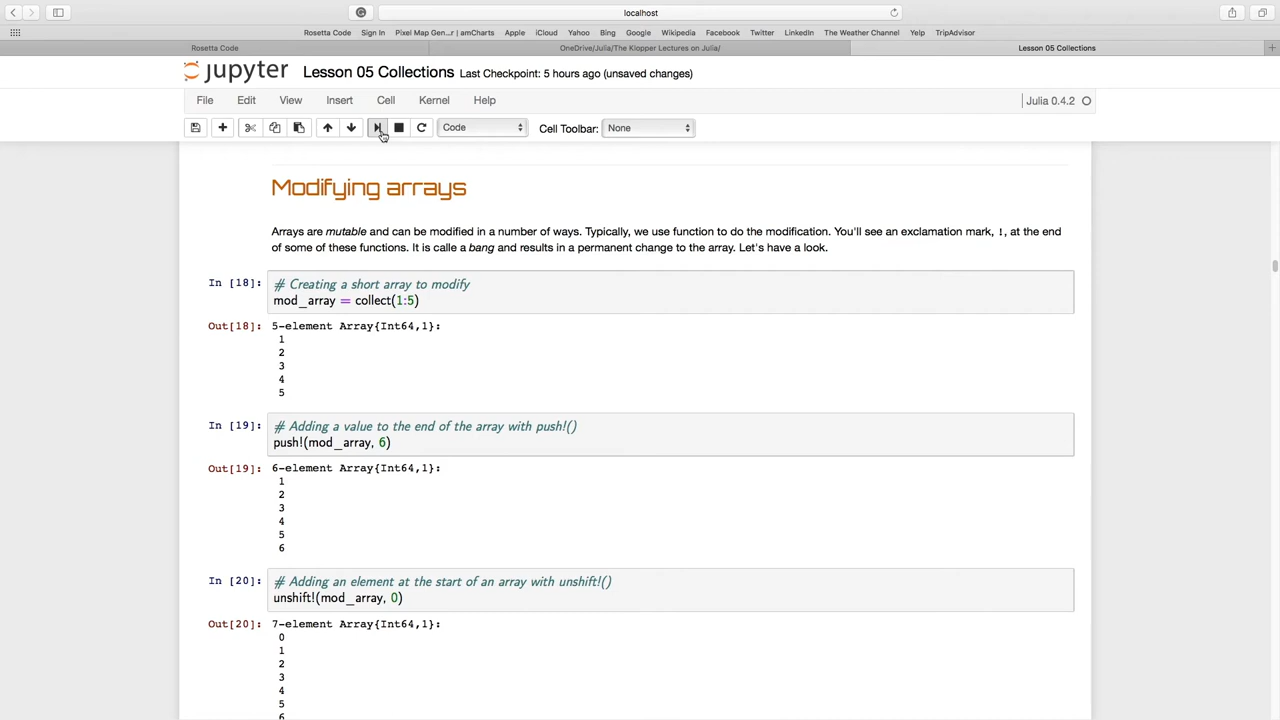 localhost
Rosetta Code Sign In Pixel Map Gen...r | amCharts Apple iCloud Yahoo Bing Google Wikipedia Facebook Twitter LinkedIn The Weather Channel Yelp TripAdvisor
Rosetta Code OneDrive/Julia/The Klopper Lectures on Julia/ Lesson 05 Collections
jupyter Lesson 05 Collections Last Checkpoint: 5 hours ago (unsaved changes)
File Edit View Insert Cell Kernel Help Julia 0.4.2
Code Cell Toolbar: None
Modifying arrays
Arrays are mutable and can be modified in a number of ways. Typically, we use function to do the modification. You'll see an exclamation mark, !, at the end
of some of these functions. It is calle a bang and results in a permanent change to the array. Let's have a look.
In [18]: # Creating a short array to modify
mod_array = collect(1:5)
Out[18]: 5-element Array{Int64,1}:
1
2
3
4
5
In [19]: # Adding a value to the end of the array with push!()
push!(mod_array, 6)
Out[19]: 6-element Array{Int64,1}:
1
2
3
4
5
6
In [20]: # Adding an element at the start of an array with unshift!()
unshift!(mod_array, 0)
Out[20]: 7-element Array{Int64,1}:
0
1
2
3
4
5
6